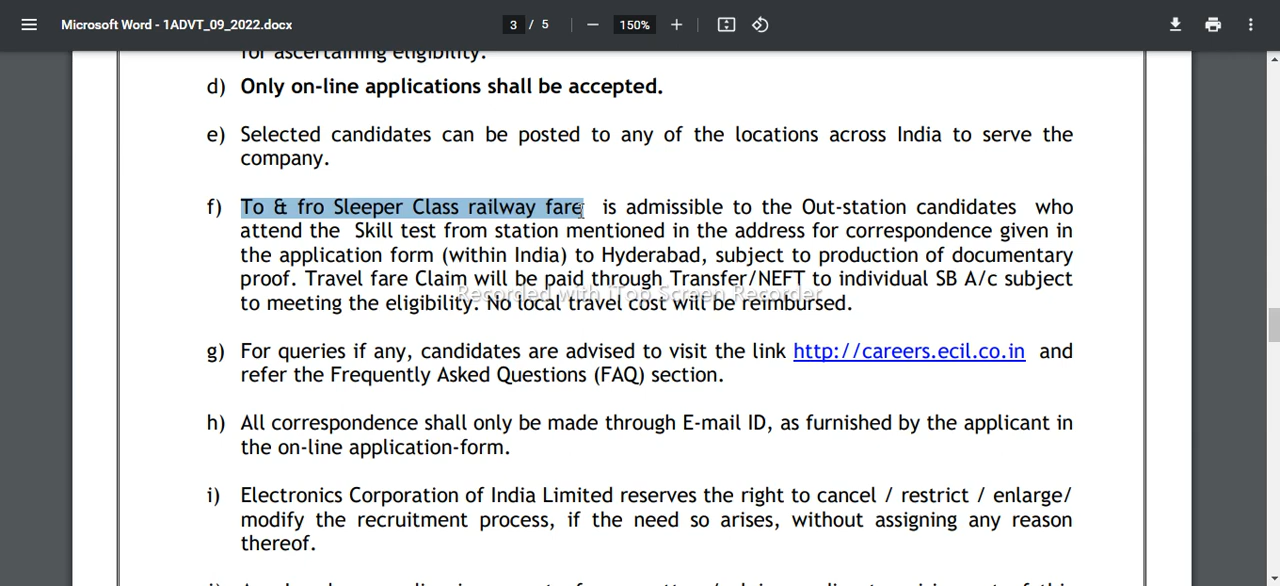 Microsoft Word - 1ADVT_09_2022.docx
3 / 5
150%
for ascertaining eligibility.
d) Only on-line applications shall be accepted.
e) Selected candidates can be posted to any of the locations across India to serve the
company.
f) To & fro Sleeper Class railway fare is admissible to the Out-station candidates who
attend the Skill test from station mentioned in the address for correspondence given in
the application form (within India) to Hyderabad, subject to production of documentary
proof. Travel fare Claim will be paid through Transfer/NEFT to individual SB A/c subject
Recorded with iTop Screen Recorder
to meeting the eligibility. No local travel cost will be reimbursed.
g) For queries if any, candidates are advised to visit the link http://careers.ecil.co.in and
refer the Frequently Asked Questions (FAQ) section.
h) All correspondence shall only be made through E-mail ID, as furnished by the applicant in
the on-line application-form.
i) Electronics Corporation of India Limited reserves the right to cancel / restrict / enlarge/
modify the recruitment process, if the need so arises, without assigning any reason
thereof.